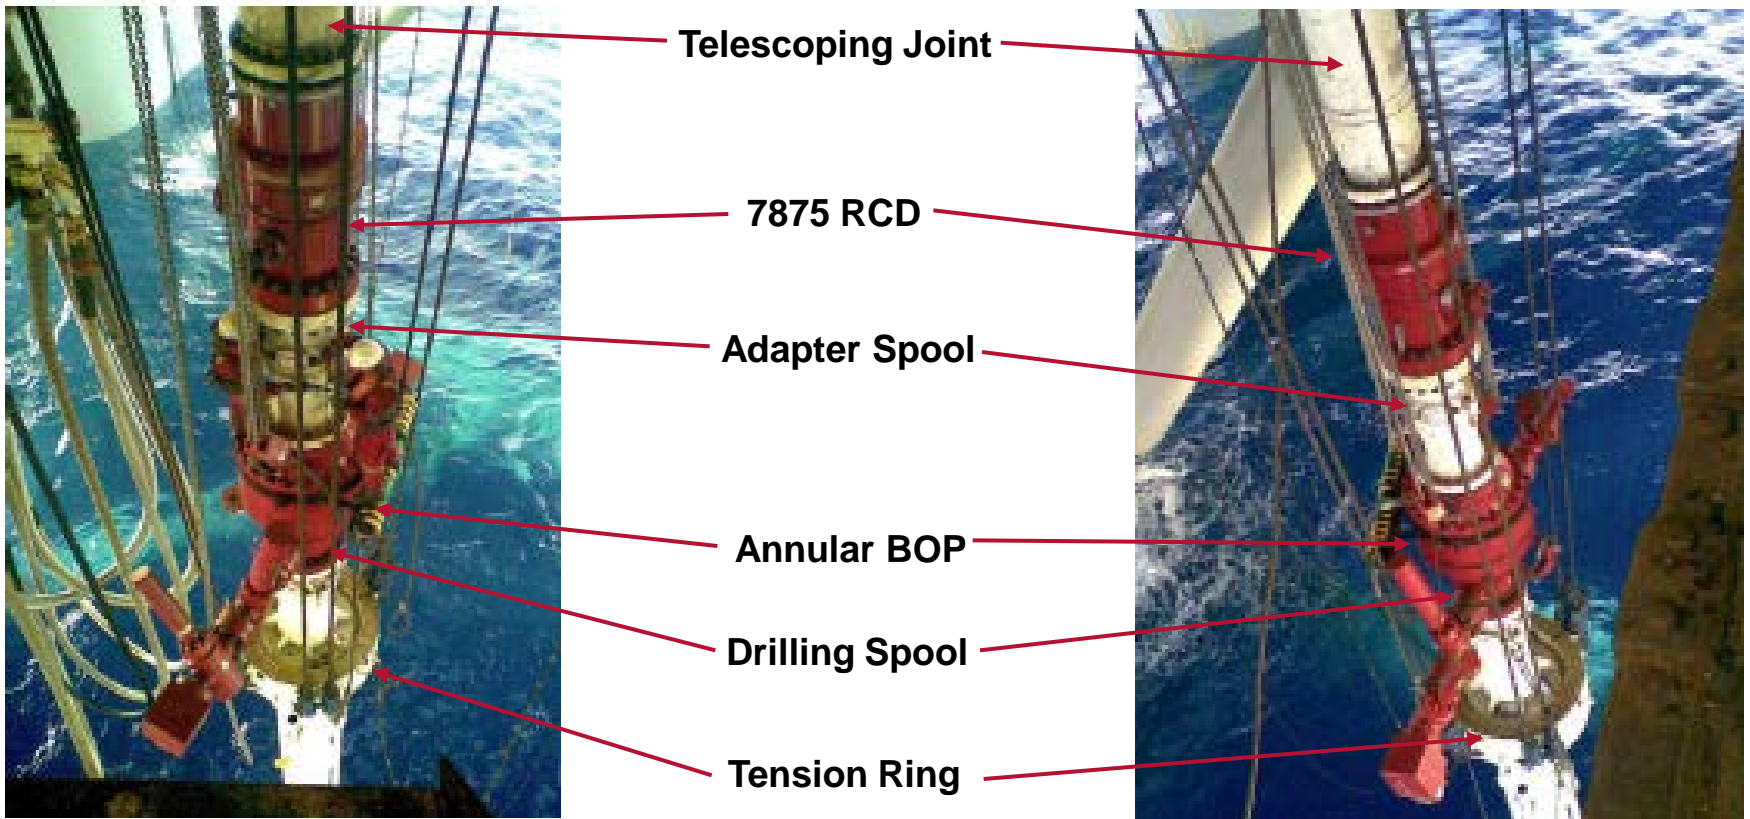 Telescoping Joint
7875 RCD
Adapter Spool
Annular BOP
Drilling Spool
Tension Ring